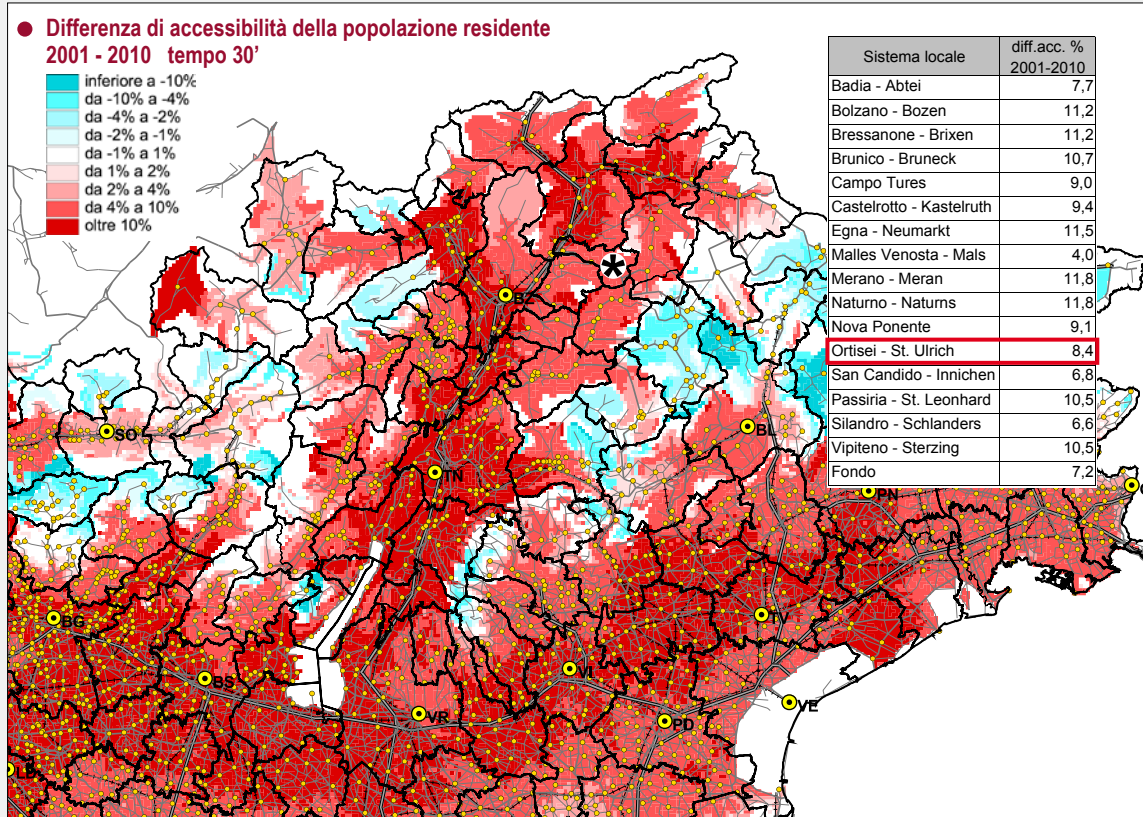 ● Differenza di accessibilità della popolazione residente
2001 - 2010 tempo 30'
inferiore a -10%
da -10% a -4%
da -4% a -2%
da -2% a -1%
da -1% a 1%
da 1% a 2%
da 2% a 4%
da 4% a 10%
oltre 10%
Sistema locale diff.acc. % 2001-2010
Badia - Abtei 7,7
Bolzano - Bozen 11,2
Bressanone - Brixen 11,2
Brunico - Bruneck 10,7
Campo Tures 9,0
Castelrotto - Kastelruth 9,4
Egna - Neumarkt 11,5
Malles Venosta - Mals 4,0
Merano - Meran 11,8
Naturno - Naturns 11,8
Nova Ponente 9,1
Ortisei - St. Ulrich 8,4
San Candido - Innichen 6,8
Passiria - St. Leonhard 10,5
Silandro - Schlanders 6,6
Vipiteno - Sterzing 10,5
Fondo 7,2
*
BZ
SO
BL
TN
PN
BG
BS
VI
VR
PD
VE